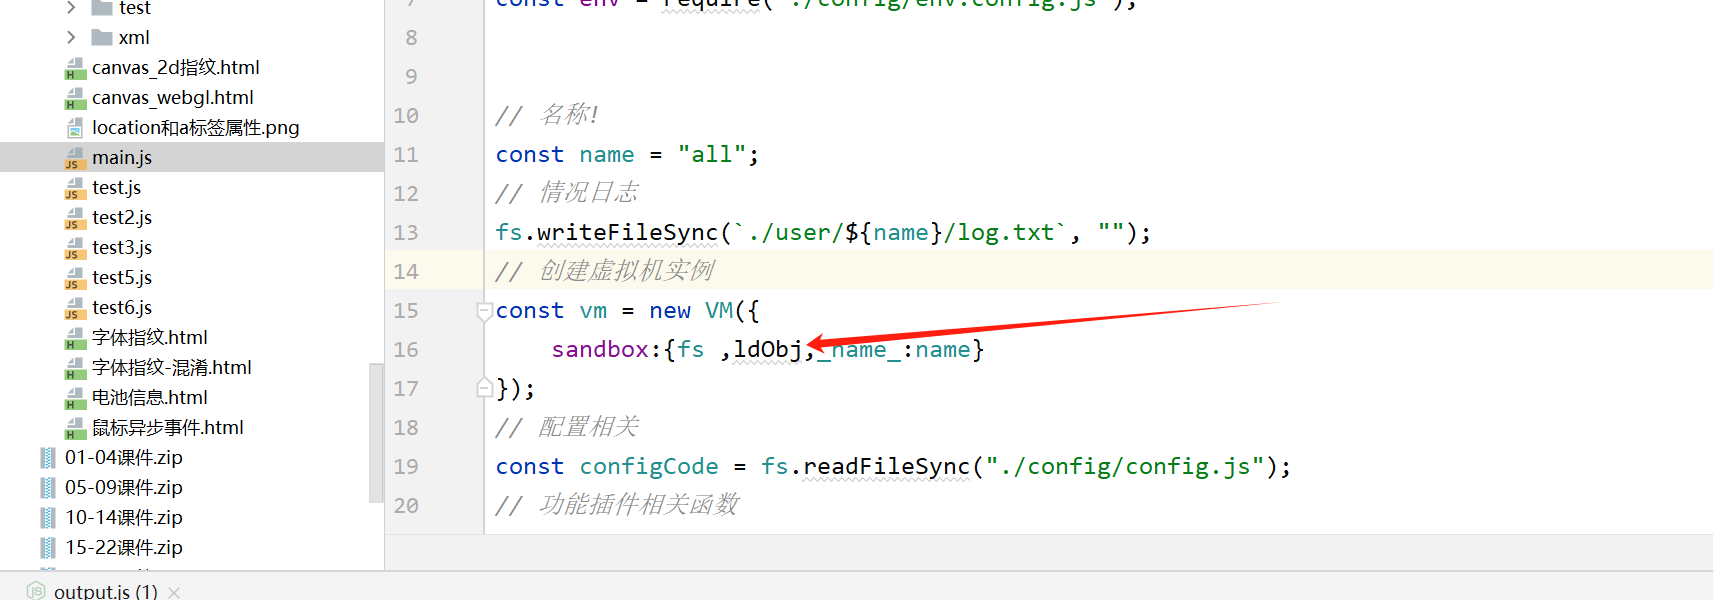 test
xml
canvas_2d指纹.html
canvas_webgl.html
location和a标签属性.png
main.js
test.js
test2.js
test3.js
test5.js
test6.js
字体指纹.html
字体指纹-混淆.html
电池信息.html
鼠标异步事件.html
01-04课件.zip
05-09课件.zip
10-14课件.zip
15-22课件.zip
7 const env = require("./config/env.config.js");
8
9
10 // 名称!
11 const name = "all";
12 // 情况日志
13 fs.writeFileSync(`./user/${name}/log.txt`, "");
14 // 创建虚拟机实例
15 const vm = new VM({
16 sandbox:{fs ,ldObj,_name_:name}
17 });
18 // 配置相关
19 const configCode = fs.readFileSync("./config/config.js");
20 // 功能插件相关函数
output.js (1)